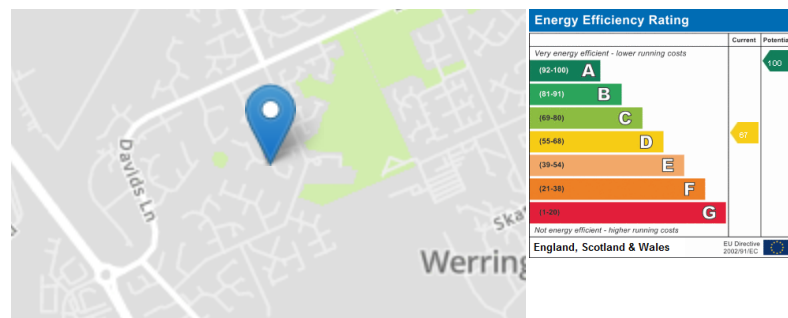 Davids Ln
Ska
Werring
Energy Efficiency Rating
Current Potentia
Very energy efficient - lower running costs
(92-100) A
100
(81-91) B
(69-80) C
(55-68) D
67
(39-54) E
(21-38) F
(1-20) G
Not energy efficient - higher running costs
England, Scotland & Wales
EU Directive
2002/91/EC